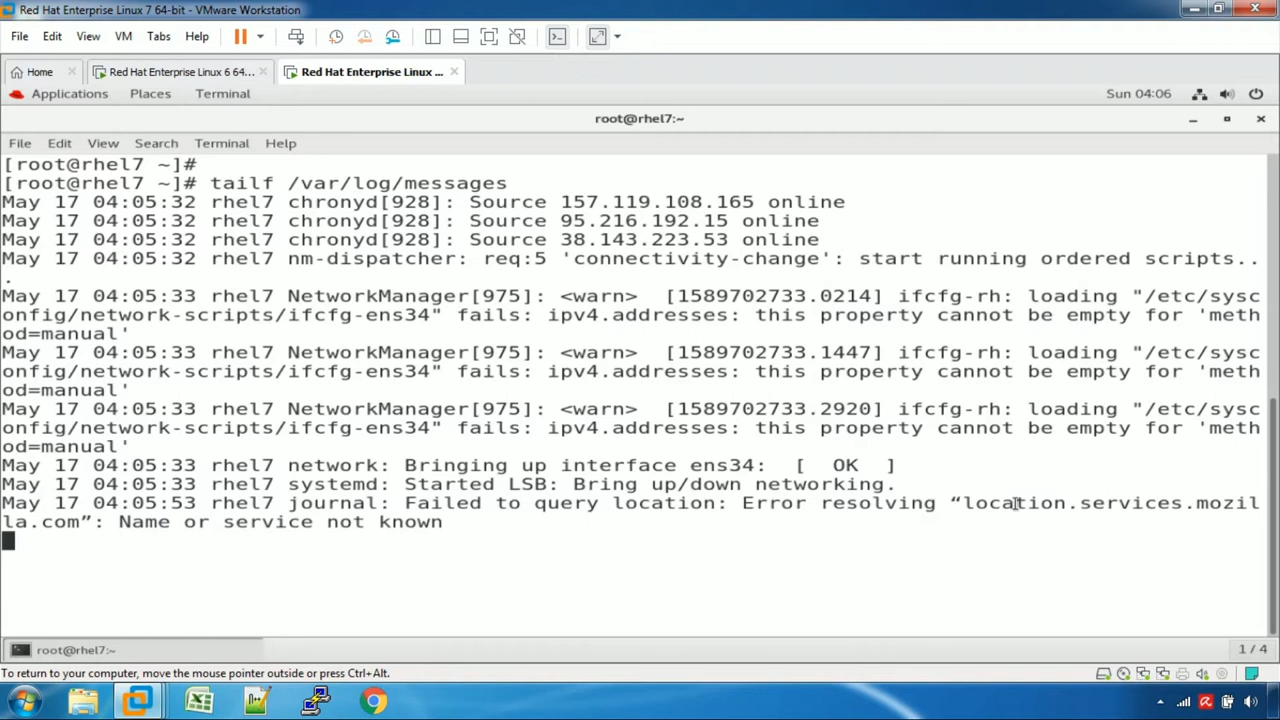 Red Hat Enterprise Linux 7 64-bit - VMware Workstation
File Edit View VM Tabs Help
Home Red Hat Enterprise Linux 6 64... Red Hat Enterprise Linux ...
Applications Places Terminal Sun 04:06
root@rhel7:~
File Edit View Search Terminal Help
[root@rhel7 ~]#
[root@rhel7 ~]# tailf /var/log/messages
May 17 04:05:32 rhel7 chronyd[928]: Source 157.119.108.165 online
May 17 04:05:32 rhel7 chronyd[928]: Source 95.216.192.15 online
May 17 04:05:32 rhel7 chronyd[928]: Source 38.143.223.53 online
May 17 04:05:32 rhel7 nm-dispatcher: req:5 'connectivity-change': start running ordered scripts..
.
May 17 04:05:33 rhel7 NetworkManager[975]: <warn>  [1589702733.0214] ifcfg-rh: loading "/etc/sysc
onfig/network-scripts/ifcfg-ens34" fails: ipv4.addresses: this property cannot be empty for 'meth
od=manual'
May 17 04:05:33 rhel7 NetworkManager[975]: <warn>  [1589702733.1447] ifcfg-rh: loading "/etc/sysc
onfig/network-scripts/ifcfg-ens34" fails: ipv4.addresses: this property cannot be empty for 'meth
od=manual'
May 17 04:05:33 rhel7 NetworkManager[975]: <warn>  [1589702733.2920] ifcfg-rh: loading "/etc/sysc
onfig/network-scripts/ifcfg-ens34" fails: ipv4.addresses: this property cannot be empty for 'meth
od=manual'
May 17 04:05:33 rhel7 network: Bringing up interface ens34:  [  OK  ]
May 17 04:05:33 rhel7 systemd: Started LSB: Bring up/down networking.
May 17 04:05:53 rhel7 journal: Failed to query location: Error resolving “location.services.mozil
la.com”: Name or service not known
root@rhel7:~ 1 / 4
To return to your computer, move the mouse pointer outside or press Ctrl+Alt.